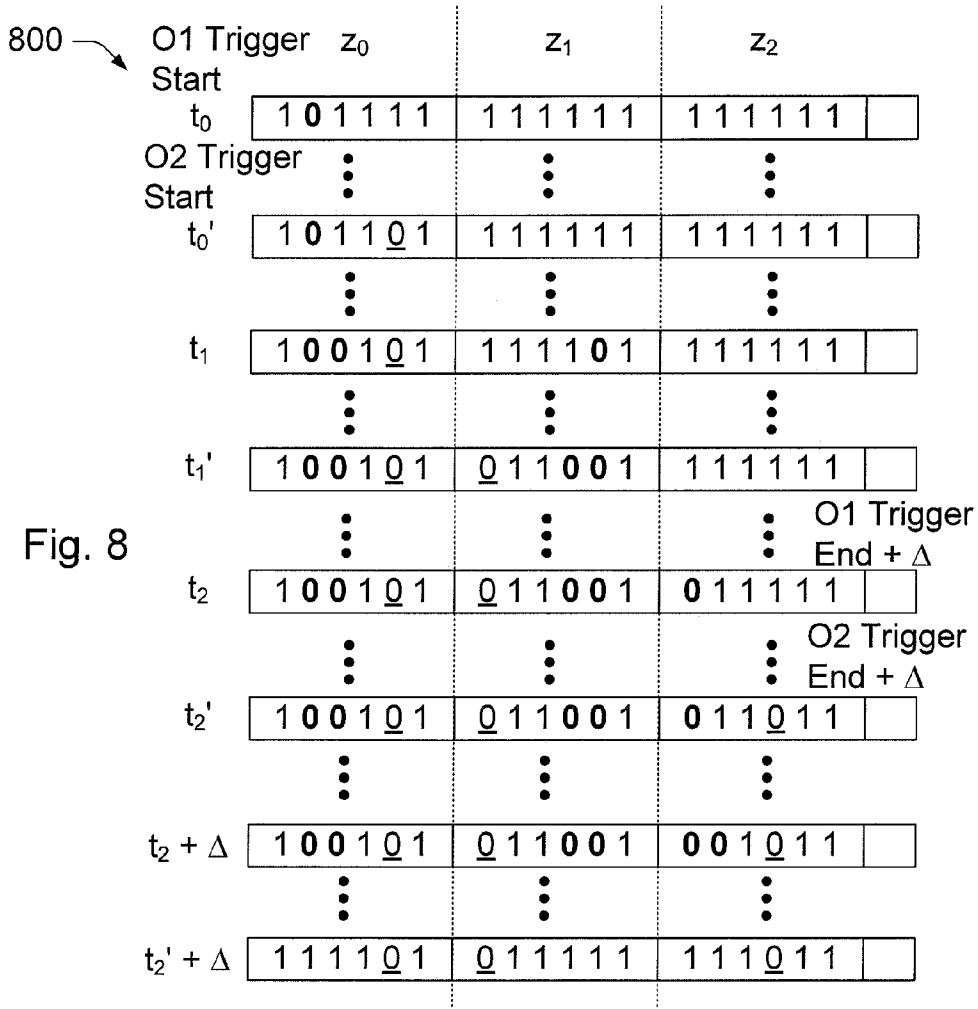 800 O1 Trigger z₀ z₁ z₂
Start
t₀ 1 0 1 1 1 1 1 1 1 1 1 1 1 1 1 1 1 1
O2 Trigger
Start
t₀' 1 0 1 1 0 1 1 1 1 1 1 1 1 1 1 1 1 1
t₁ 1 0 0 1 0 1 1 1 1 1 0 1 1 1 1 1 1 1
t₁' 1 0 0 1 0 1 0 1 1 0 0 1 1 1 1 1 1 1
O1 Trigger
Fig. 8
End + Δ
t₂ 1 0 0 1 0 1 0 1 1 0 0 1 0 1 1 1 1 1
O2 Trigger
End + Δ
t₂' 1 0 0 1 0 1 0 1 1 0 0 1 0 1 1 0 1 1
t₂ + Δ 1 0 0 1 0 1 0 1 1 0 0 1 0 0 1 0 1 1
t₂' + Δ 1 1 1 1 0 1 0 1 1 1 1 1 1 1 1 0 1 1